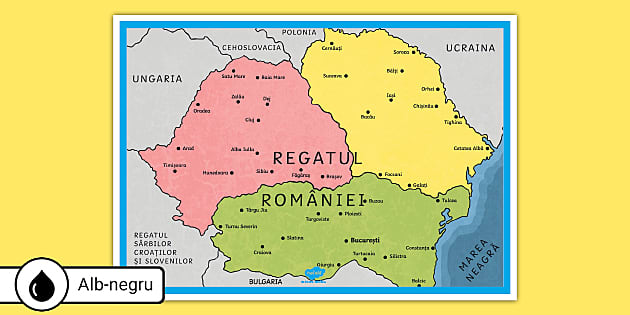 POLONIA
CEHOSLOVACIA
UCRAINA
UNGARIA
Cernăuți
Soroca
Satu Mare
Baia Mare
Suceava
Bălți
Orhei
Zalău
Dej
Iași
Chișinău
Oradea
Cluj
Bacău
Tighina
Arad
Alba Iulia
Cetatea Albă
REGATUL
Timișoara
Hunedoara
Sibiu
Făgăraș
Brașov
Focșani
Galați
ROMÂNIEI
Buzau
Tulcea
Târgu Jiu
Targoviște
Ploiești
Turnu Severin
Slatina
București
Craiova
Constanța
REGATUL
SÂRBILOR
CROAȚILOR
ȘI SLOVENILOR
Turtucaia
Silistra
Giurgiu
MAREA
NEAGRĂ
BULGARIA
Balcic
Alb-negru